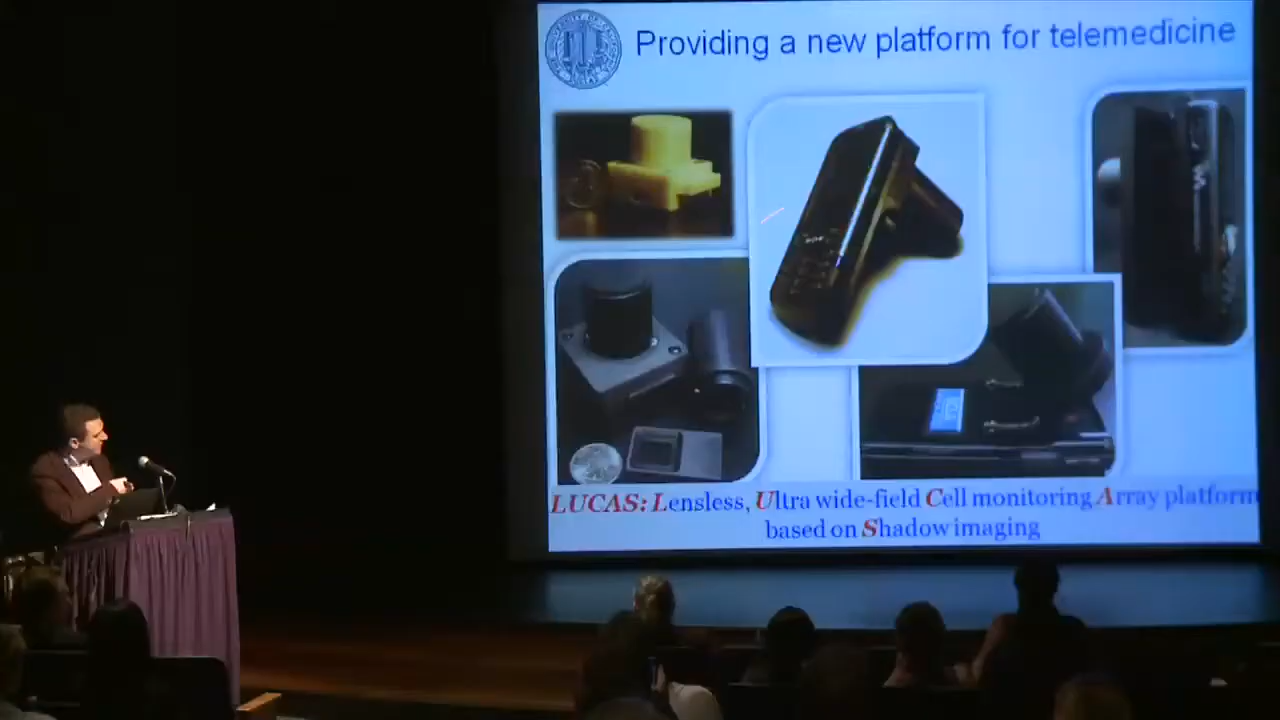 Providing a new platform for telemedicine
LUCAS: Lensless, Ultra wide-field Cell monitoring Array platform
based on Shadow imaging